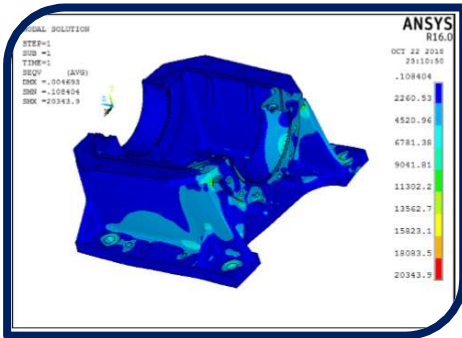 NODAL SOLUTION
STEP=1
SUB =1
TIME=1
SEQV (AVG)
DMX =.004693
SMN =.108404
SMX =20343.9
ANSYS
R16.0
OCT 22 2018
23:10:50
.108404
2260.53
4520.96
6781.38
9041.81
11302.2
13562.7
15823.1
18083.5
20343.9